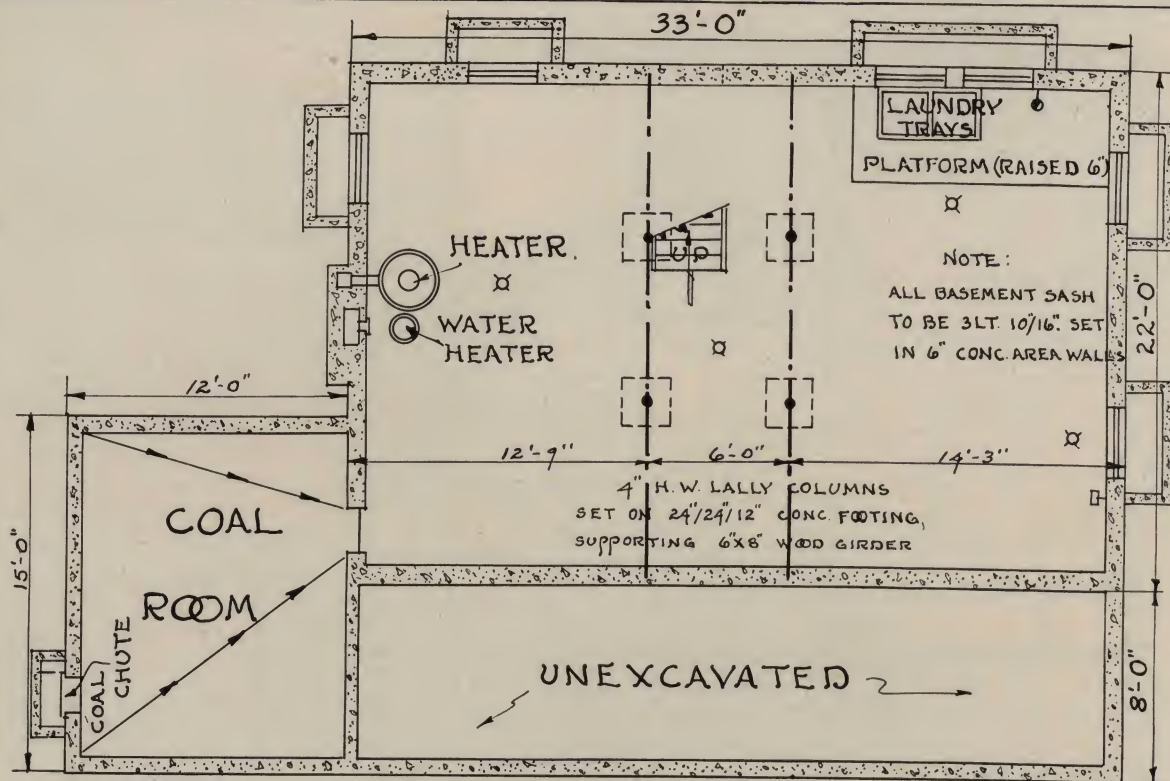 33'-0"
LAUNDRY
TRAYS
PLATFORM (RAISED 6")
HEATER.
UP
NOTE:
ALL BASEMENT SASH
TO BE 3LT. 10"/16". SET
IN 6" CONC. AREA WALLS
22'-0"
WATER
HEATER
12'-0"
12'-9"
6'-0"
14'-3"
4" H.W. LALLY COLUMNS
SET ON 24"/24"/12" CONC. FOOTING,
SUPPORTING 6"X8" WOOD GIRDER
COAL
ROOM
15'-0"
COAL
CHUTE
UNEXCAVATED
8'-0"